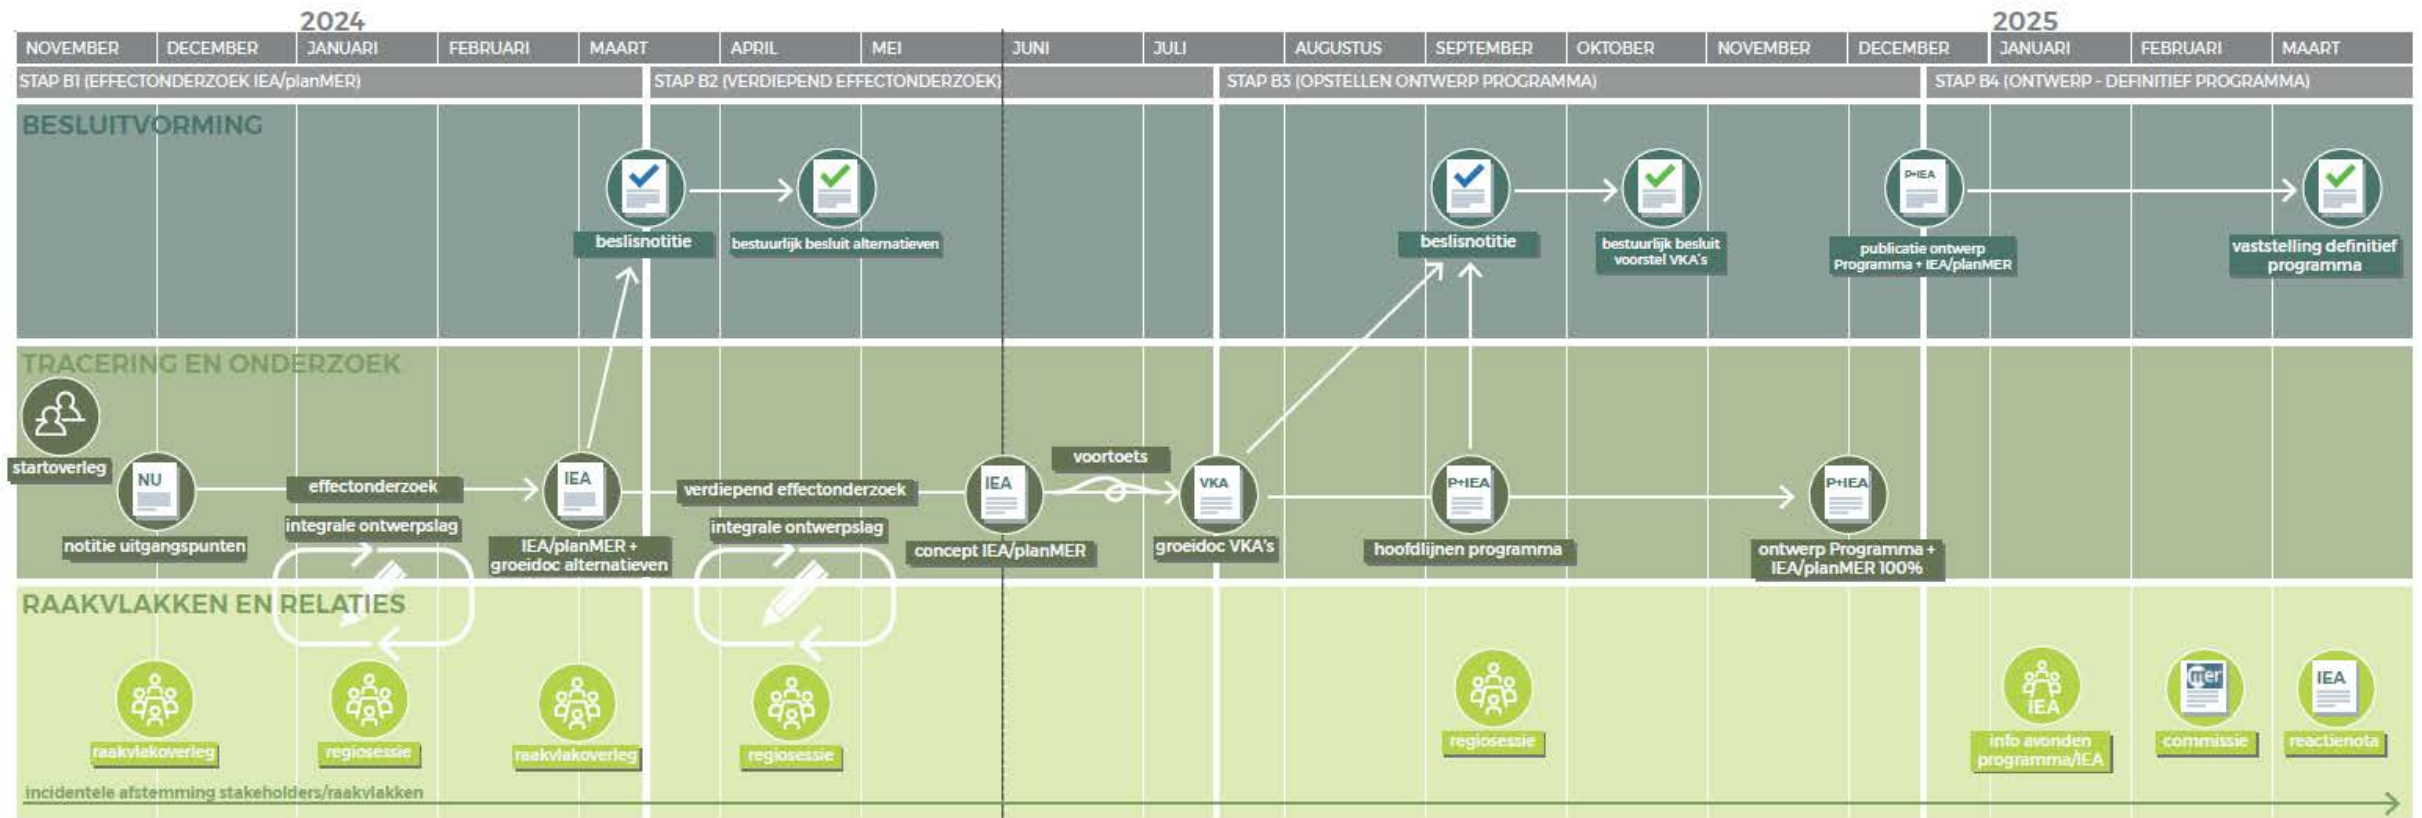 2024
2025
NOVEMBER
DECEMBER
JANUARI
FEBRUARI
MAART
APRIL
MEI
JUNI
JULI
AUGUSTUS
SEPTEMBER
OKTOBER
NOVEMBER
DECEMBER
JANUARI
FEBRUARI
MAART
STAP B1 (EFFECTONDERZOEK IEA/planMER)
STAP B2 (VERDIEPEND EFFECTONDERZOEK)
STAP B3 (OPSTELLEN ONTWERP PROGRAMMA)
STAP B4 (ONTWERP - DEFINITIEF PROGRAMMA)
BESLUITVORMING
beslisnotitie
bestuurlijk besluit alternatieven
beslisnotitie
bestuurlijk besluit
voorstel VKA's
P+IEA
publicatie ontwerp
Programma + IEA/planMER
vaststelling definitief
programma
TRACERING EN ONDERZOEK
startoverleg
NU
notitie uitgangspunten
effectonderzoek
integrale ontwerpslag
IEA
IEA/planMER +
groeidoc alternatieven
verdiepend effectonderzoek
integrale ontwerpslag
IEA
concept IEA/planMER
voortoets
VKA
groeidoc VKA's
P+IEA
hoofdlijnen programma
P+IEA
ontwerp Programma +
IEA/planMER 100%
RAAKVLAKKEN EN RELATIES
raakvlakoverleg
regiosessie
raakvlakoverleg
regiosessie
regiosessie
IEA
info avonden
programma/IEA
mer
commissie
IEA
reactienota
incidentele afstemming stakeholders/raakvlakken